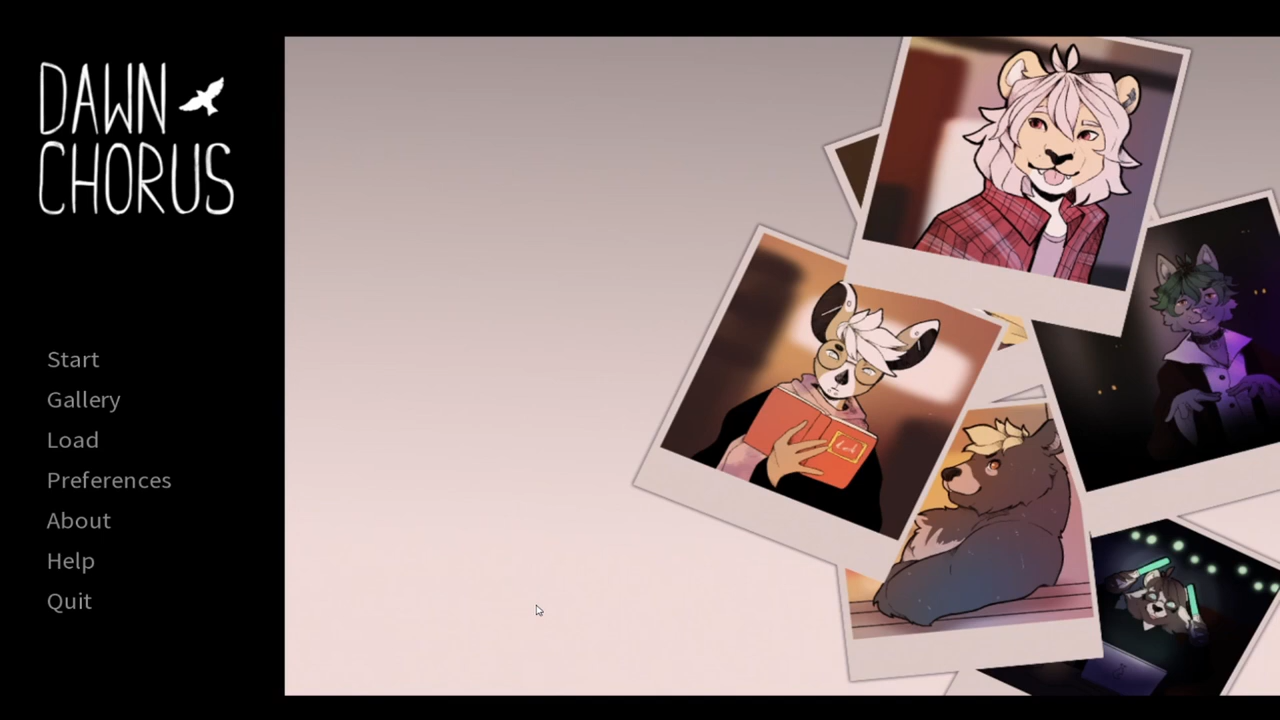 DAWN
CHORUS
Start
Gallery
Load
Preferences
About
Help
Quit